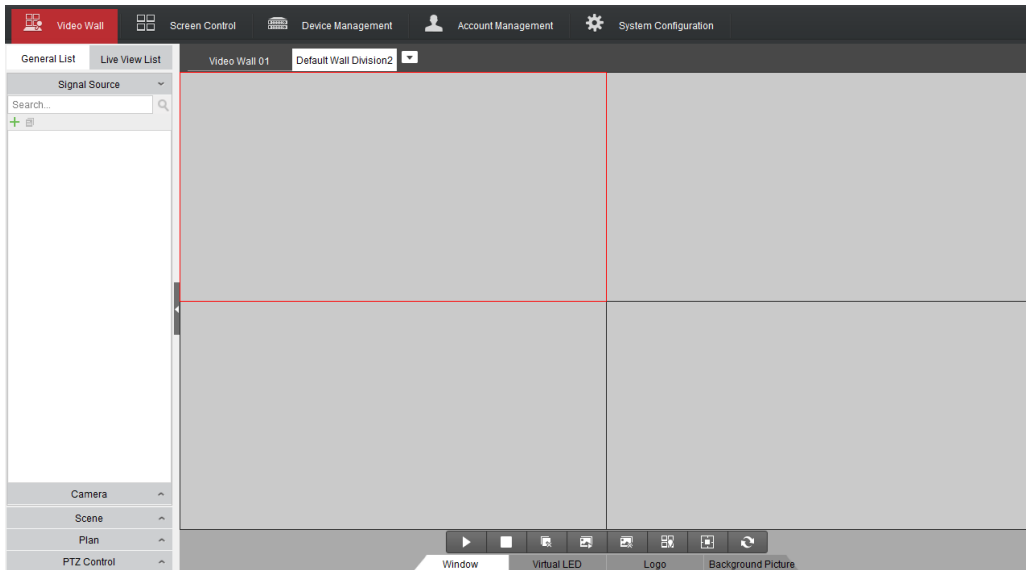 Video Wall
Screen Control
Device Management
Account Management
System Configuration
General List
Live View List
Video Wall 01
Default Wall Division2
Signal Source
Search...
Camera
Scene
Plan
PTZ Control
Window
Virtual LED
Logo
Background Picture